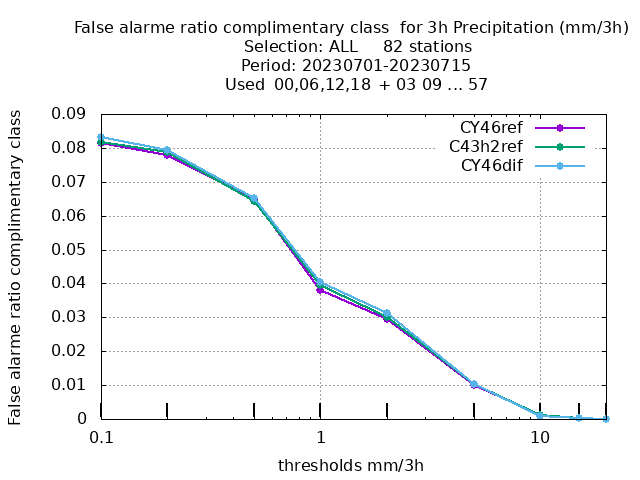 False alarme ratio complimentary class  for 3h Precipitation (mm/3h)
Selection: ALL     82 stations
Period: 20230701-20230715
Used  00,06,12,18  + 03 09 ... 57
False alarme ratio complimentary class
0.09
0.08
0.07
0.06
0.05
0.04
0.03
0.02
0.01
0
CY46ref
C43h2ref
CY46dif
0.1
1
10
thresholds mm/3h